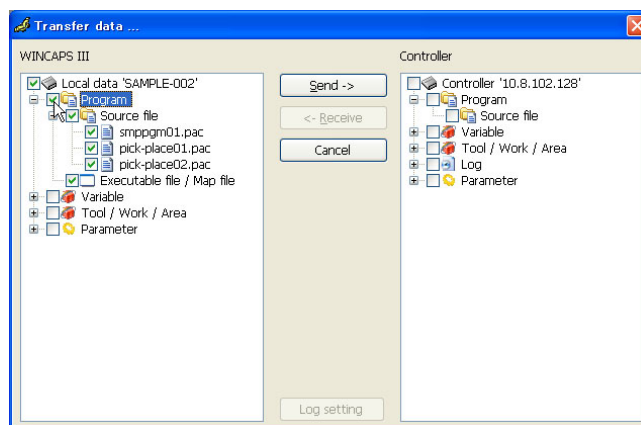 Transfer data ...
WINCAPS III
Local data 'SAMPLE-002'
Program
Source file
smppgm01.pac
pick-place01.pac
pick-place02.pac
Executable file / Map file
Variable
Tool / Work / Area
Parameter
Send ->
<- Receive
Cancel
Log setting
Controller
Controller '10.8.102.128'
Program
Source file
Variable
Tool / Work / Area
Log
Parameter